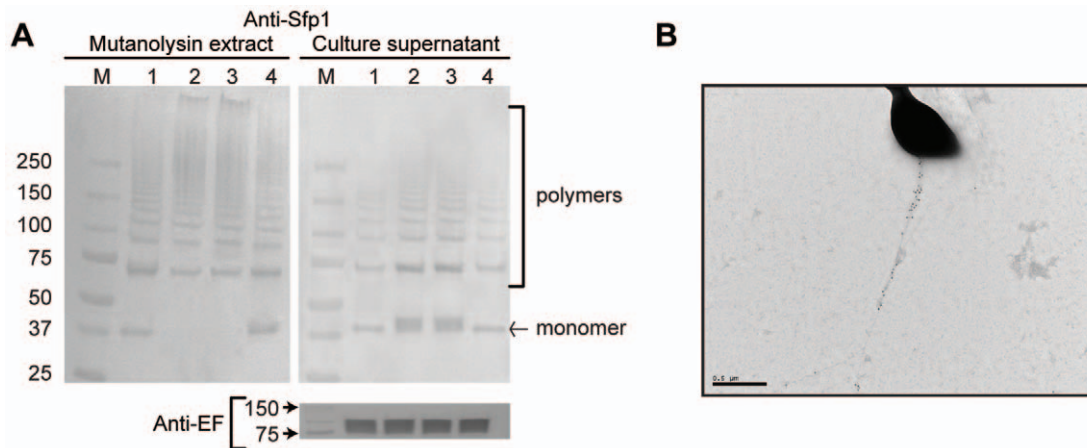 A
Anti-Sfp1
Mutanolysin extract
Culture supernatant
M 1 2 3 4
M 1 2 3 4
250
150
100
75
50
37
25
polymers
monomer
Anti-EF
150
75
B
0.5 µm